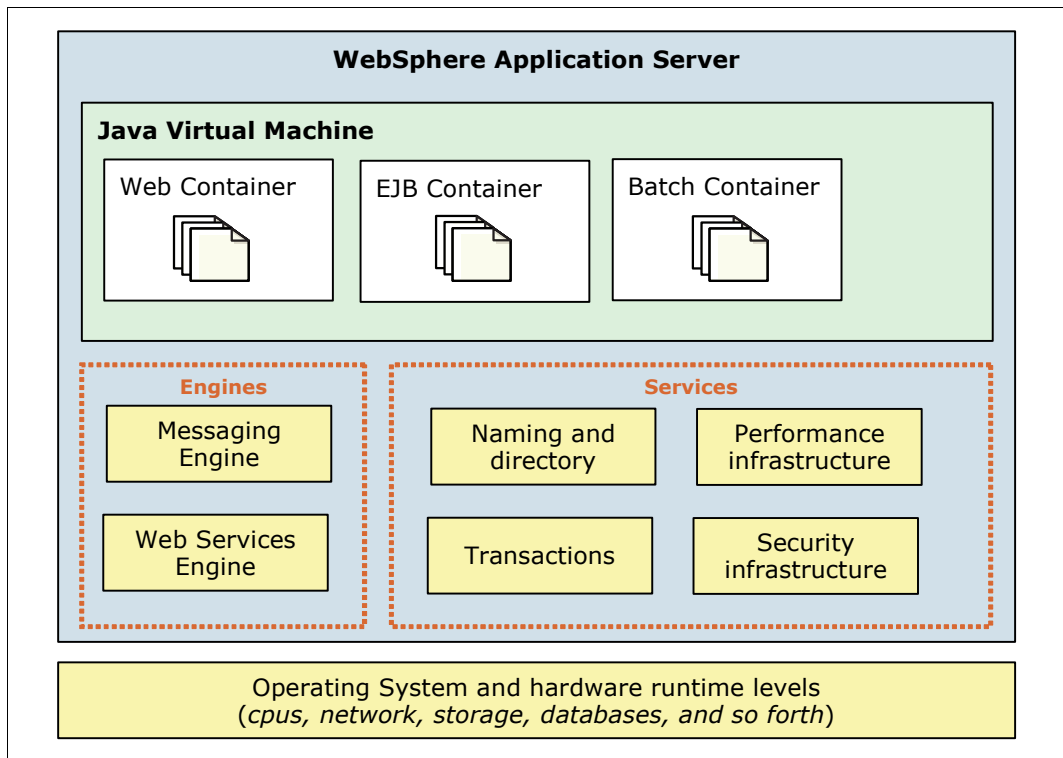 WebSphere Application Server
Java Virtual Machine
Web Container
EJB Container
Batch Container
Engines
Messaging
Engine
Web Services
Engine
Services
Naming and
directory
Performance
infrastructure
Transactions
Security
infrastructure
Operating System and hardware runtime levels
(cpus, network, storage, databases, and so forth)